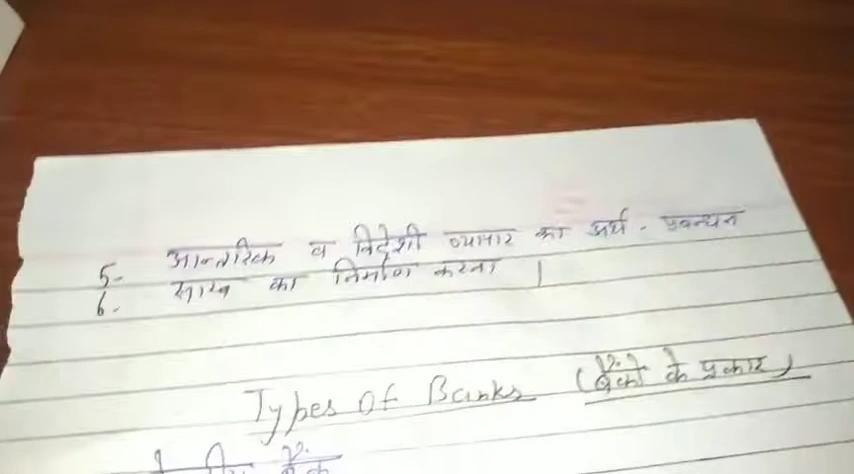 5- आन्तरिक व विदेशी व्यापार का अर्थ - प्रबन्धन
6- साख का निर्माण करना ।
Types of Banks (बैंकों के प्रकार)
बैंक